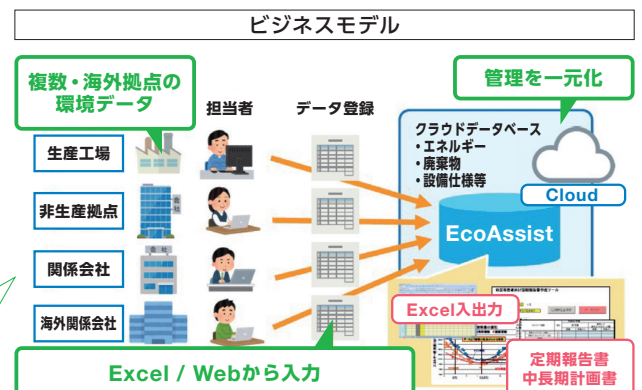 ビジネスモデル
複数・海外拠点の
環境データ
担当者
データ登録
管理を一元化
生産工場
非生産拠点
関係会社
海外関係会社
会社
会社
クラウドデータベース
・エネルギー
・廃棄物
・設備仕様等
Cloud
EcoAssist
Excel入出力
定期報告書
中長期計画書
Excel / Webから入力